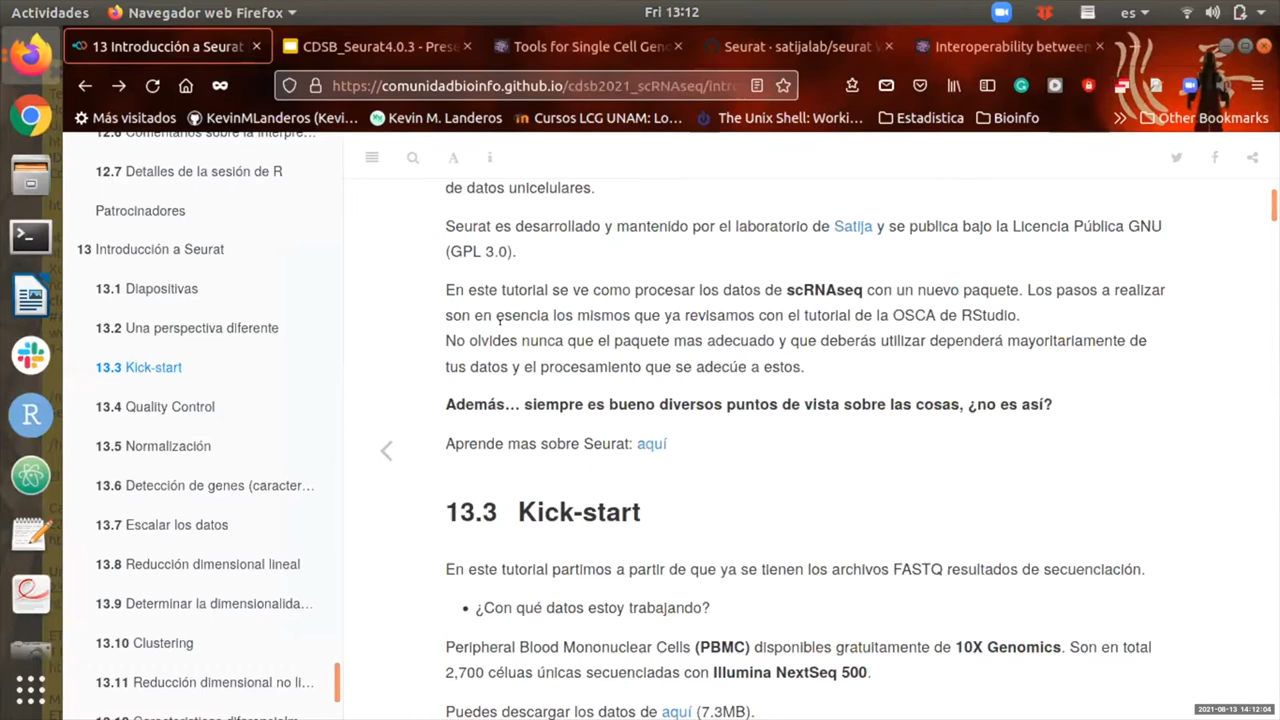 Actividades
Navegador web Firefox
Fri 13:12
es
13 Introducción a Seurat
CDSB_Seurat4.0.3 - Prese
Tools for Single Cell Gen
Seurat · satijalab/seurat W
Interoperability between
https://comunidadbioinfo.github.io/cdsb2021_scRNAseq/intro
Más visitados
KevinMLanderos (Kevi...
Kevin M. Landeros
Cursos LCG UNAM: Lo...
The Unix Shell: Worki...
Estadistica
Bioinfo
Other Bookmarks
12.6 Comentarios sobre la interpre...
12.7 Detalles de la sesión de R
Patrocinadores
13 Introducción a Seurat
13.1 Diapositivas
13.2 Una perspectiva diferente
13.3 Kick-start
13.4 Quality Control
13.5 Normalización
13.6 Detección de genes (caracter...
13.7 Escalar los datos
13.8 Reducción dimensional lineal
13.9 Determinar la dimensionalida...
13.10 Clustering
13.11 Reducción dimensional no li...
de datos unicelulares.
Seurat es desarrollado y mantenido por el laboratorio de Satija y se publica bajo la Licencia Pública GNU
(GPL 3.0).
En este tutorial se ve como procesar los datos de scRNAseq con un nuevo paquete. Los pasos a realizar
son en esencia los mismos que ya revisamos con el tutorial de la OSCA de RStudio.
No olvides nunca que el paquete mas adecuado y que deberás utilizar dependerá mayoritariamente de
tus datos y el procesamiento que se adecúe a estos.
Además… siempre es bueno diversos puntos de vista sobre las cosas, ¿no es así?
Aprende mas sobre Seurat: aquí
13.3 Kick-start
En este tutorial partimos a partir de que ya se tienen los archivos FASTQ resultados de secuenciación.
• ¿Con qué datos estoy trabajando?
Peripheral Blood Mononuclear Cells (PBMC) disponibles gratuitamente de 10X Genomics. Son en total
2,700 céluas únicas secuenciadas con Illumina NextSeq 500.
Puedes descargar los datos de aquí (7.3MB).
2021-08-13 14:12:04